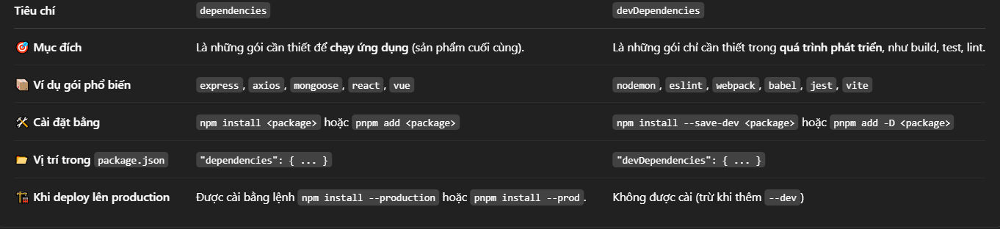 Tiêu chí dependencies devDependencies
🎯 Mục đích Là những gói cần thiết để chạy ứng dụng (sản phẩm cuối cùng). Là những gói chỉ cần thiết trong quá trình phát triển, như build, test, lint.
📦 Ví dụ gói phổ biến express, axios, mongoose, react, vue nodemon, eslint, webpack, babel, jest, vite
🛠 Cài đặt bằng npm install <package> hoặc pnpm add <package> npm install --save-dev <package> hoặc pnpm add -D <package>
📂 Vị trí trong package.json "dependencies": { ... } "devDependencies": { ... }
🏗 Khi deploy lên production Được cài bằng lệnh npm install --production hoặc pnpm install --prod. Không được cài (trừ khi thêm --dev)